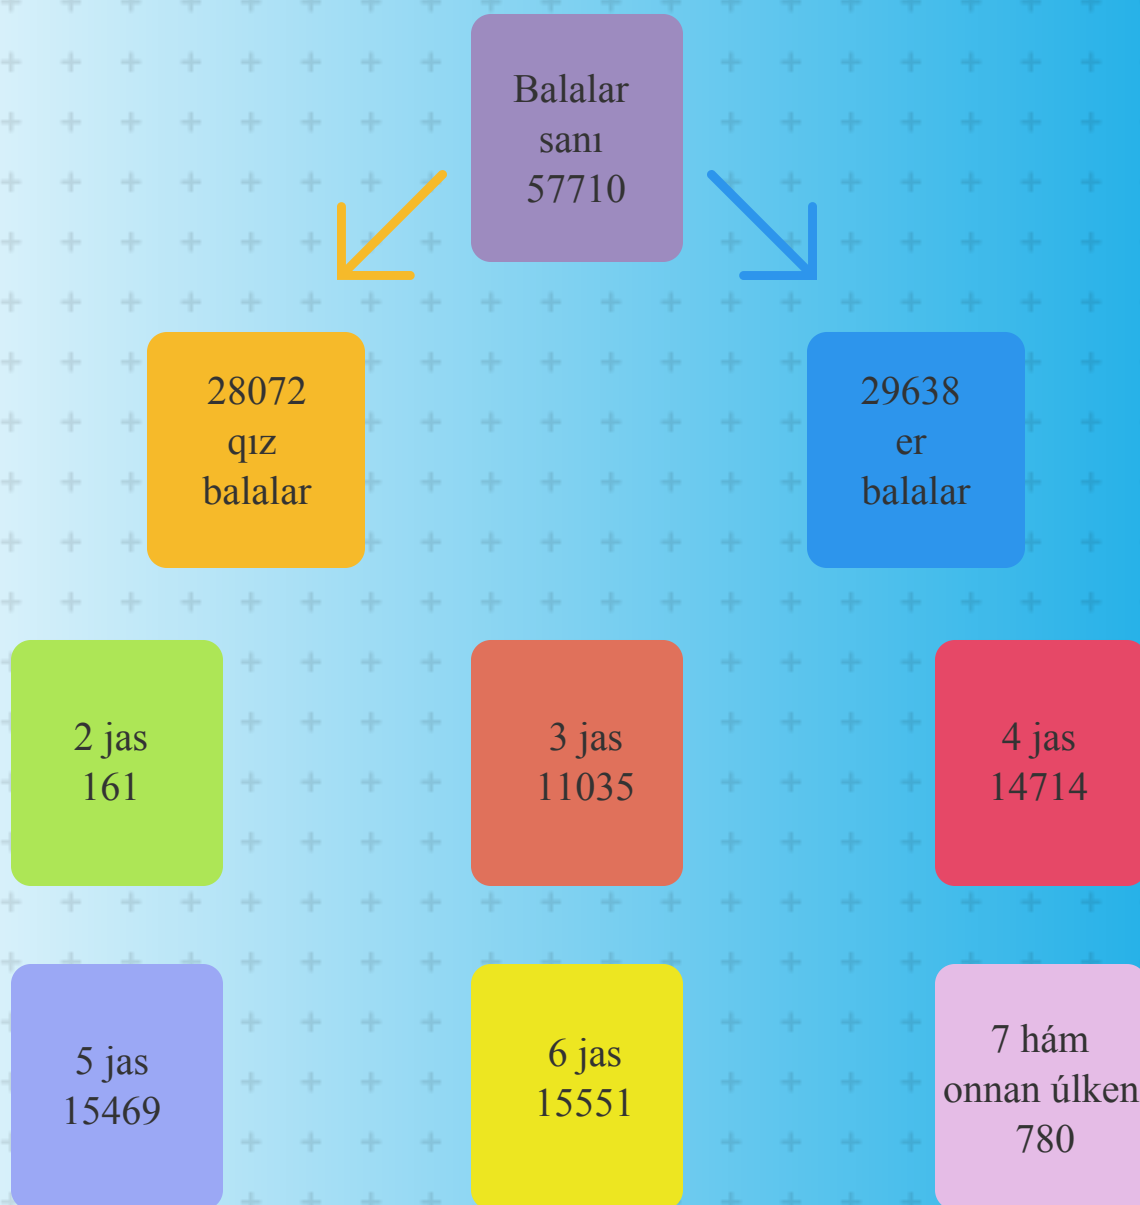 Balalar
sanı
57710
28072
qız
balalar
29638
er
balalar
2 jas
161
3 jas
11035
4 jas
14714
5 jas
15469
6 jas
15551
7 hám
onnan úlken
780